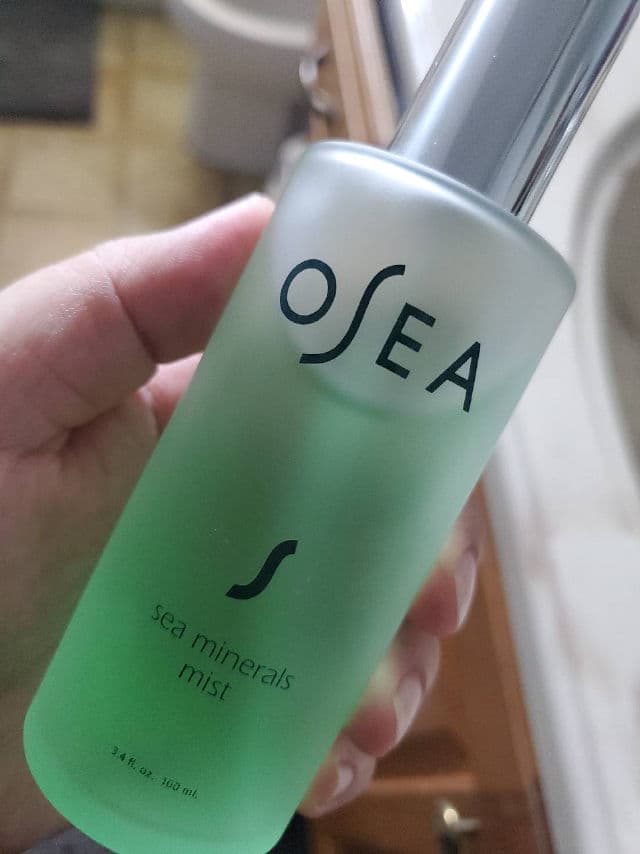 OSEA
S
sea minerals
mist
3.4 fl. oz. 100 ml.